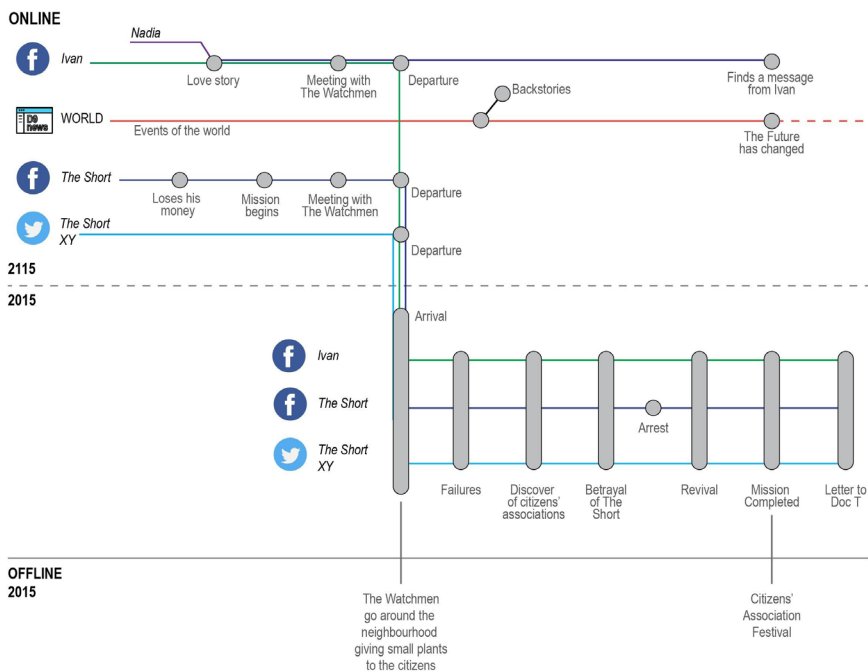 ONLINE
Nadia
Ivan
Love story
Meeting with
The Watchmen
Departure
Finds a message
from Ivan
Backstories
D9
news
WORLD
Events of the world
The Future
has changed
The Short
Loses his
money
Mission
begins
Meeting with
The Watchmen
Departure
The Short
XY
Departure
2115
2015
Arrival
Ivan
The Short
Arrest
The Short
XY
Failures
Discover
of citizens'
associations
Betrayal
of The
Short
Revival
Mission
Completed
Letter to
Doc T
OFFLINE
2015
The Watchmen
go around the
neighbourhood
giving small plants
to the citizens
Citizens'
Association
Festival